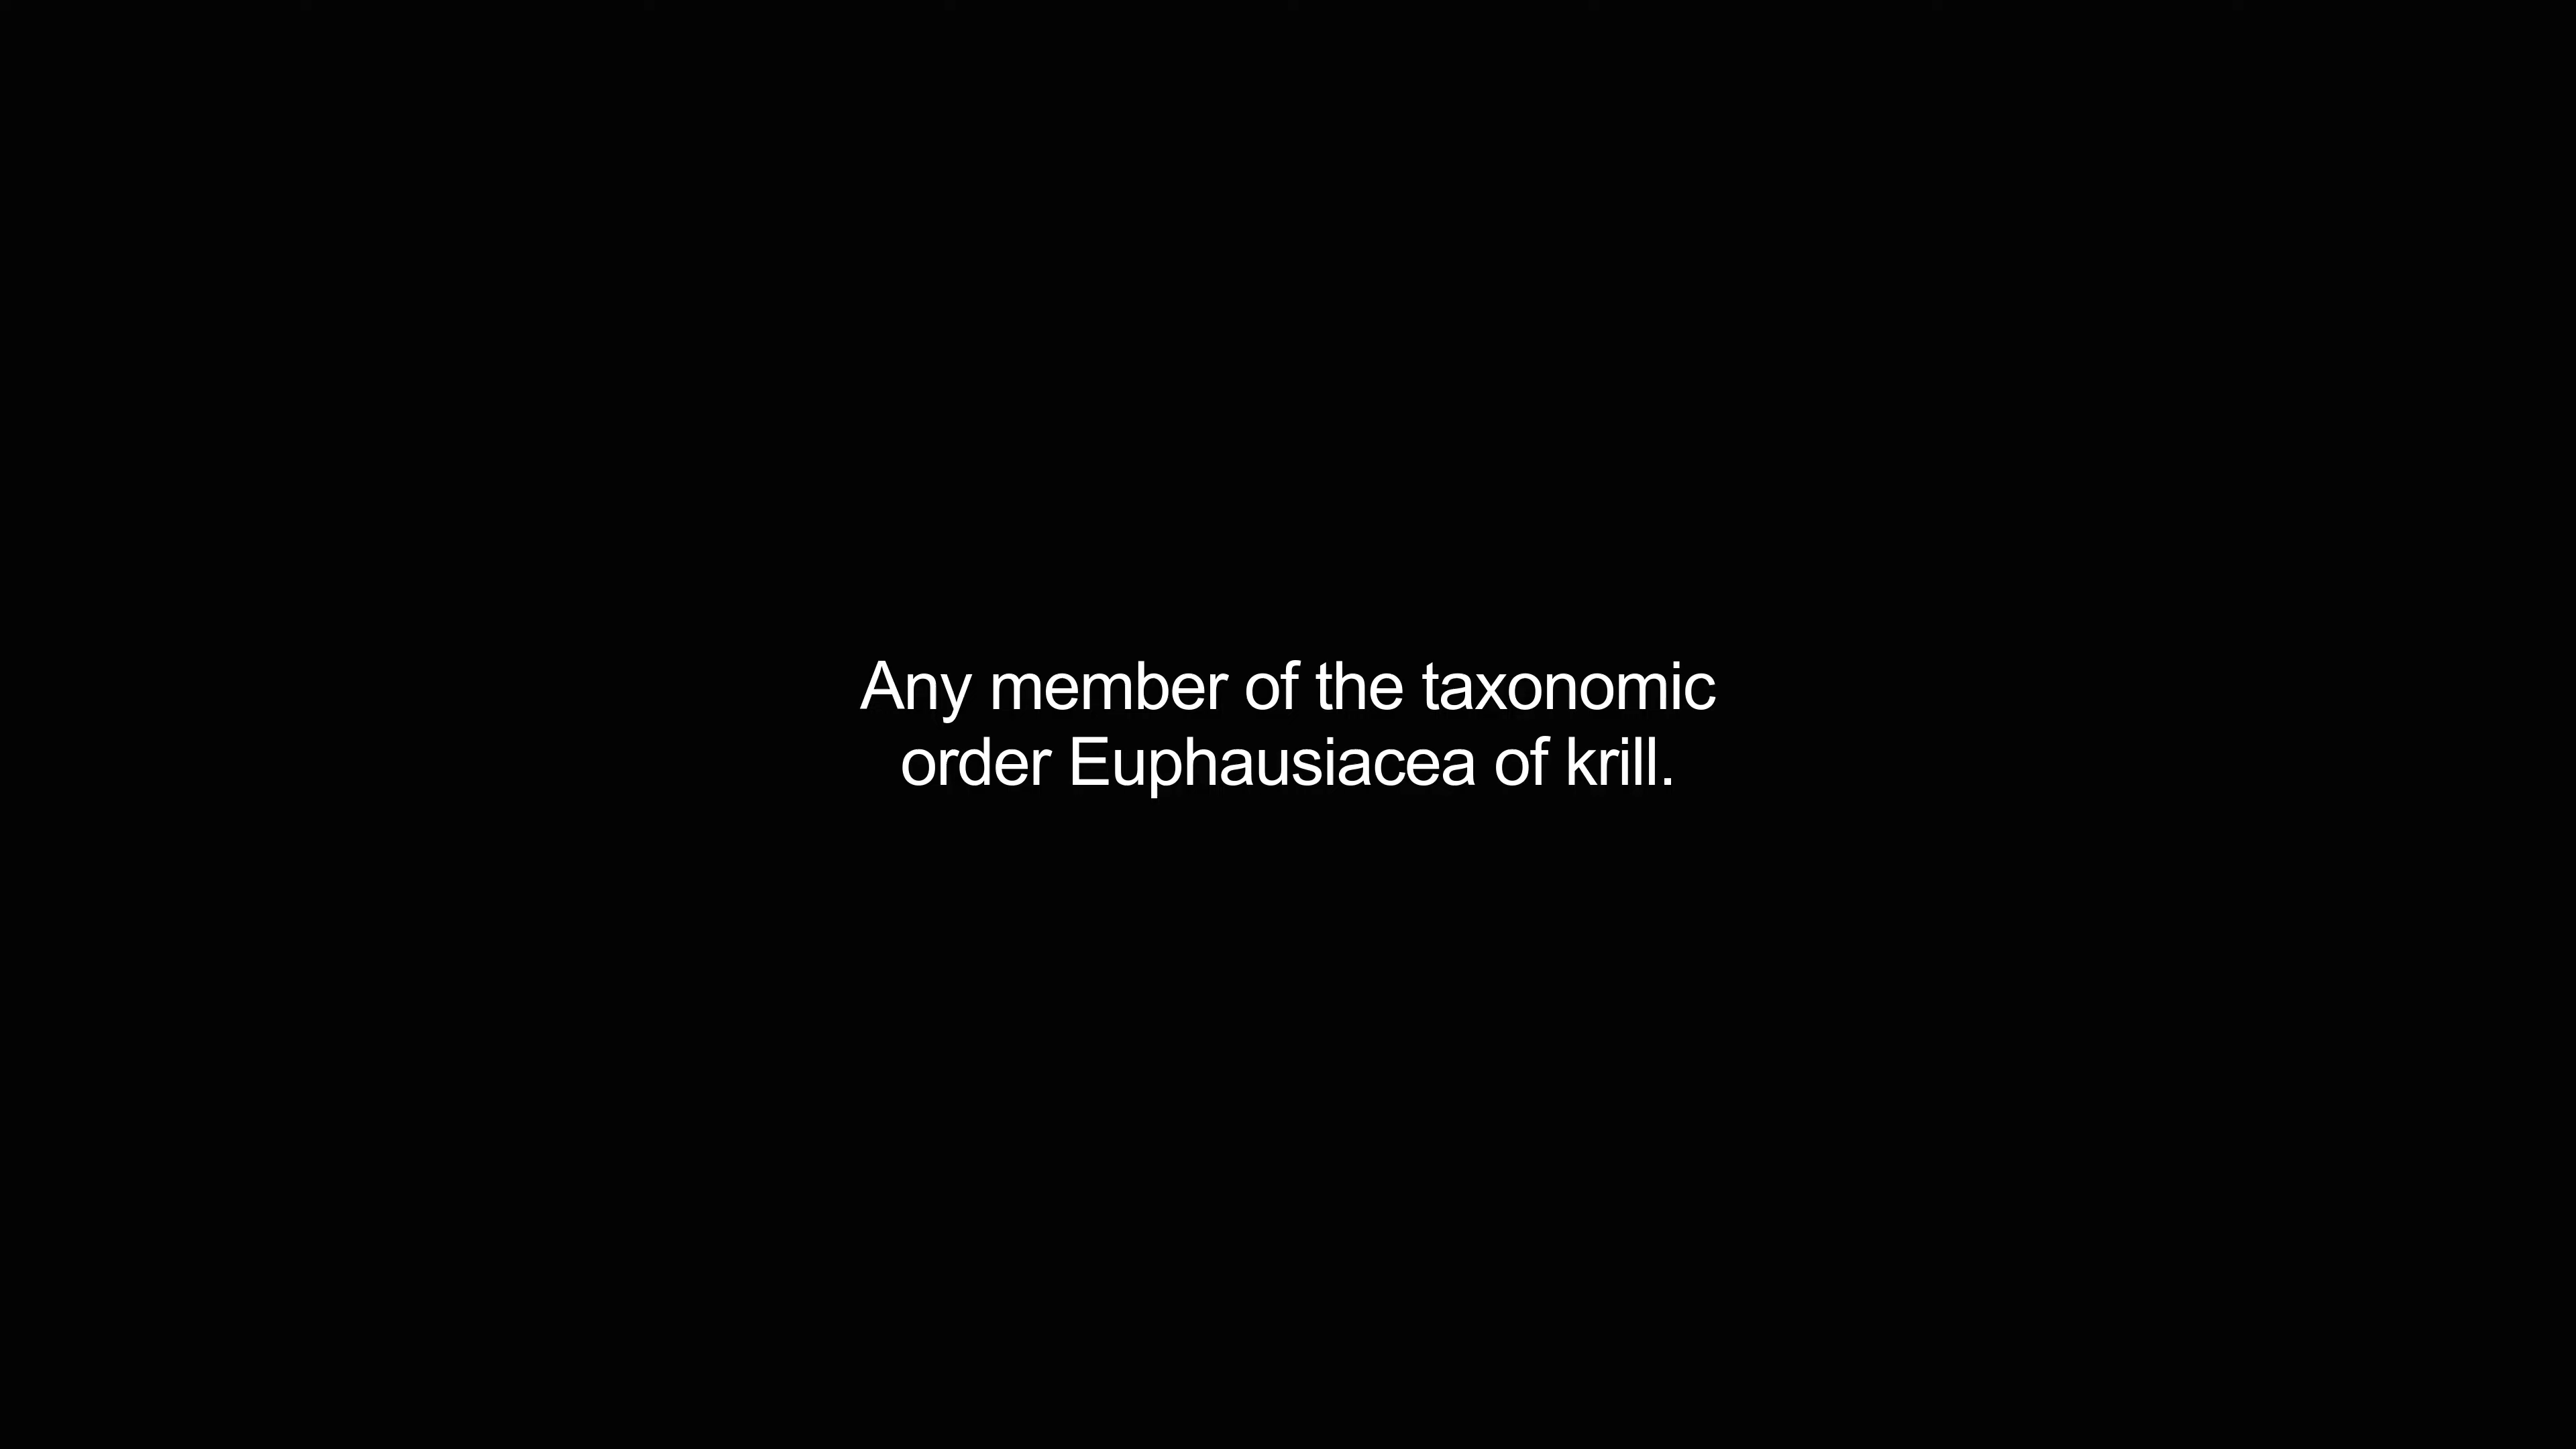 Any member of the taxonomic
order Euphausiacea of krill.